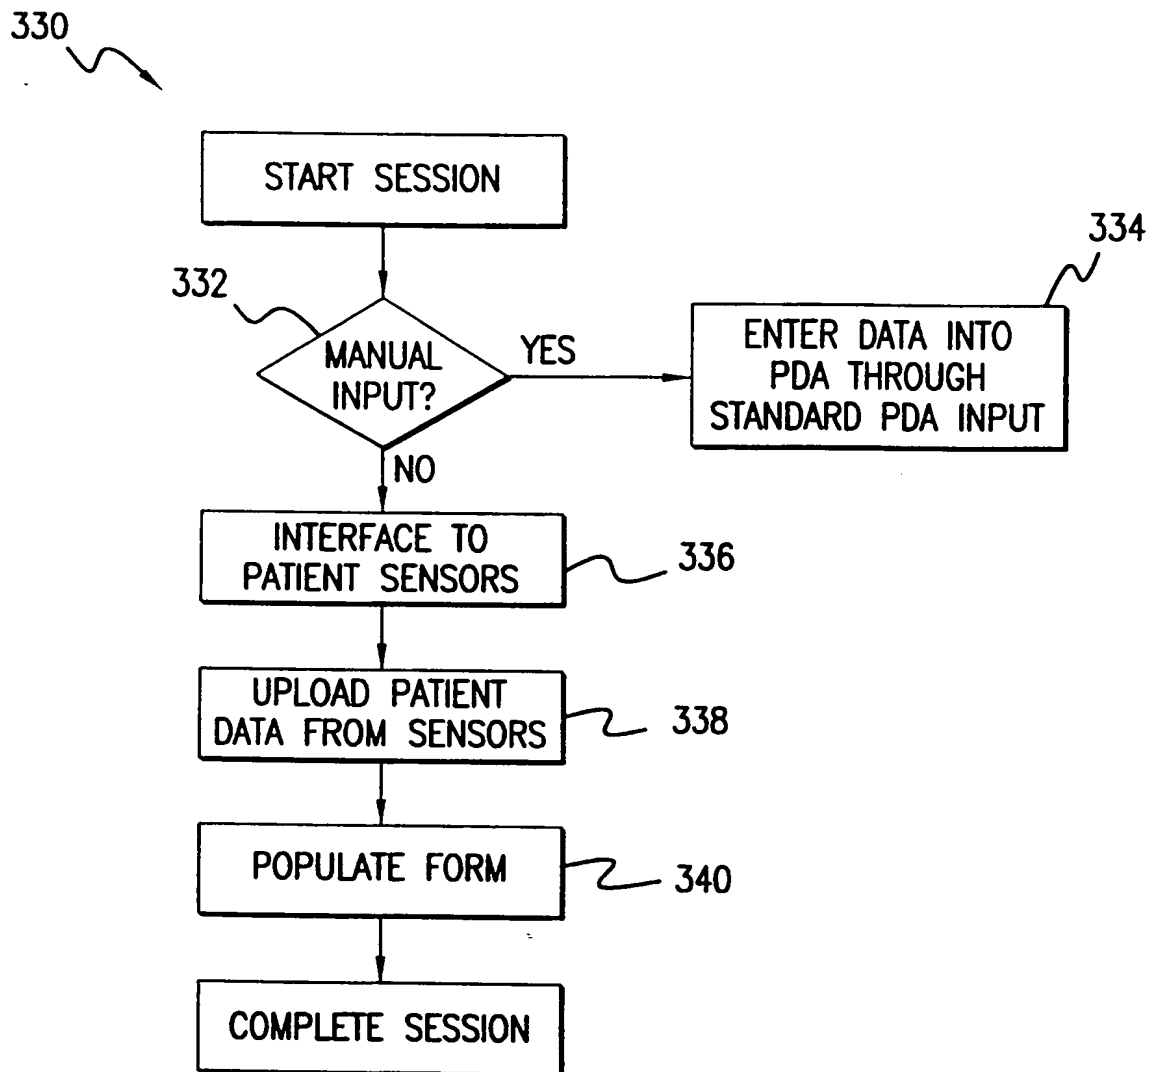 330
START SESSION
332
MANUAL
INPUT?
YES
334
ENTER DATA INTO
PDA THROUGH
STANDARD PDA INPUT
NO
INTERFACE TO
PATIENT SENSORS
336
UPLOAD PATIENT
DATA FROM SENSORS
338
POPULATE FORM
340
COMPLETE SESSION